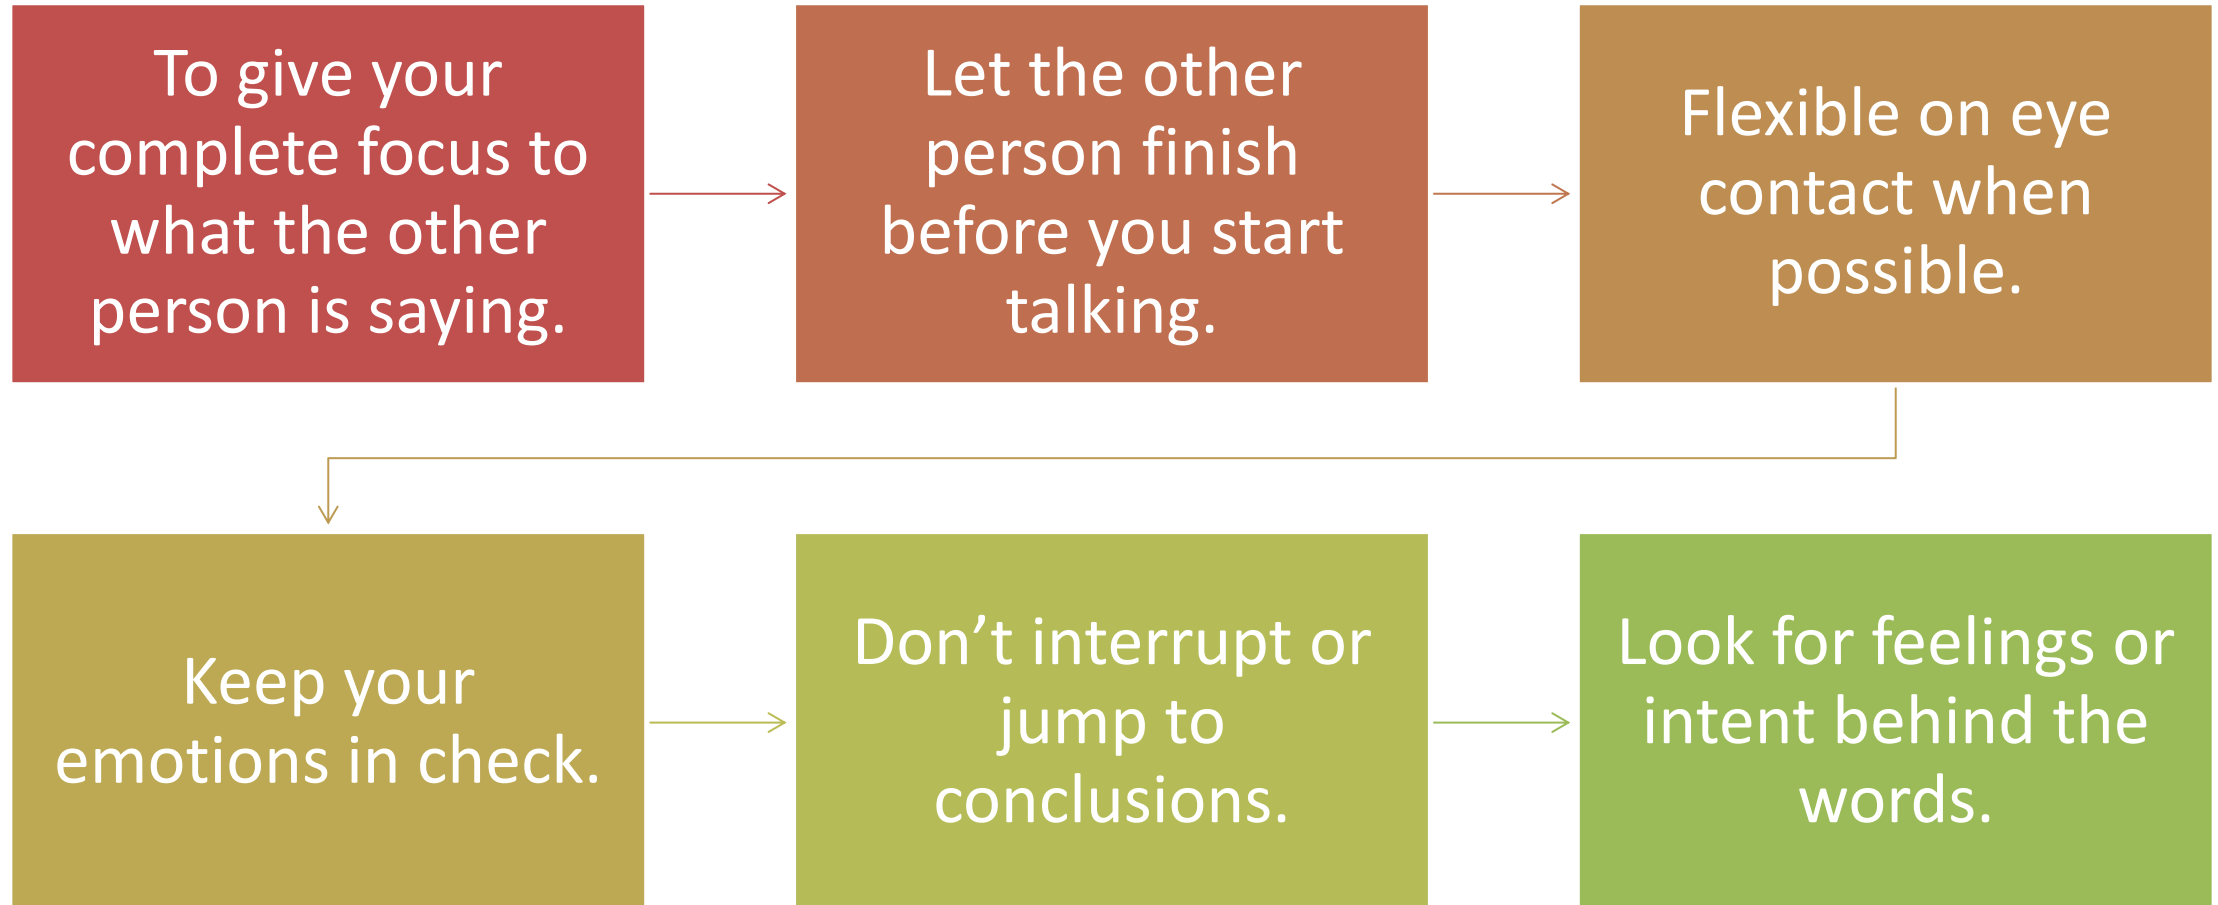 To give your
complete focus to
what the other
person is saying.
Let the other
person finish
before you start
talking.
Flexible on eye
contact when
possible.
Keep your
emotions in check.
Don’t interrupt or
jump to
conclusions.
Look for feelings or
intent behind the
words.